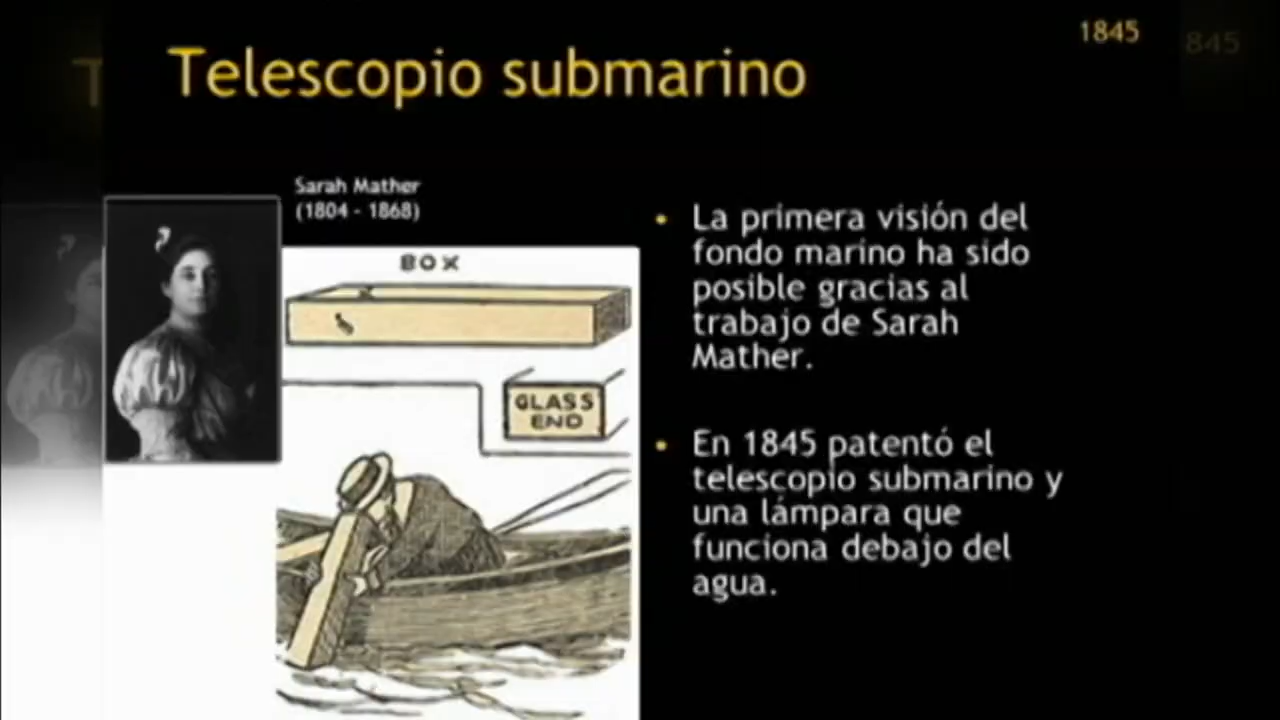 1845
845
T
Telescopio submarino
Sarah Mather
(1804 - 1868)
BOX
GLASS
END
• La primera visión del
fondo marino ha sido
posible gracias al
trabajo de Sarah
Mather.
• En 1845 patentó el
telescopio submarino y
una lámpara que
funciona debajo del
agua.